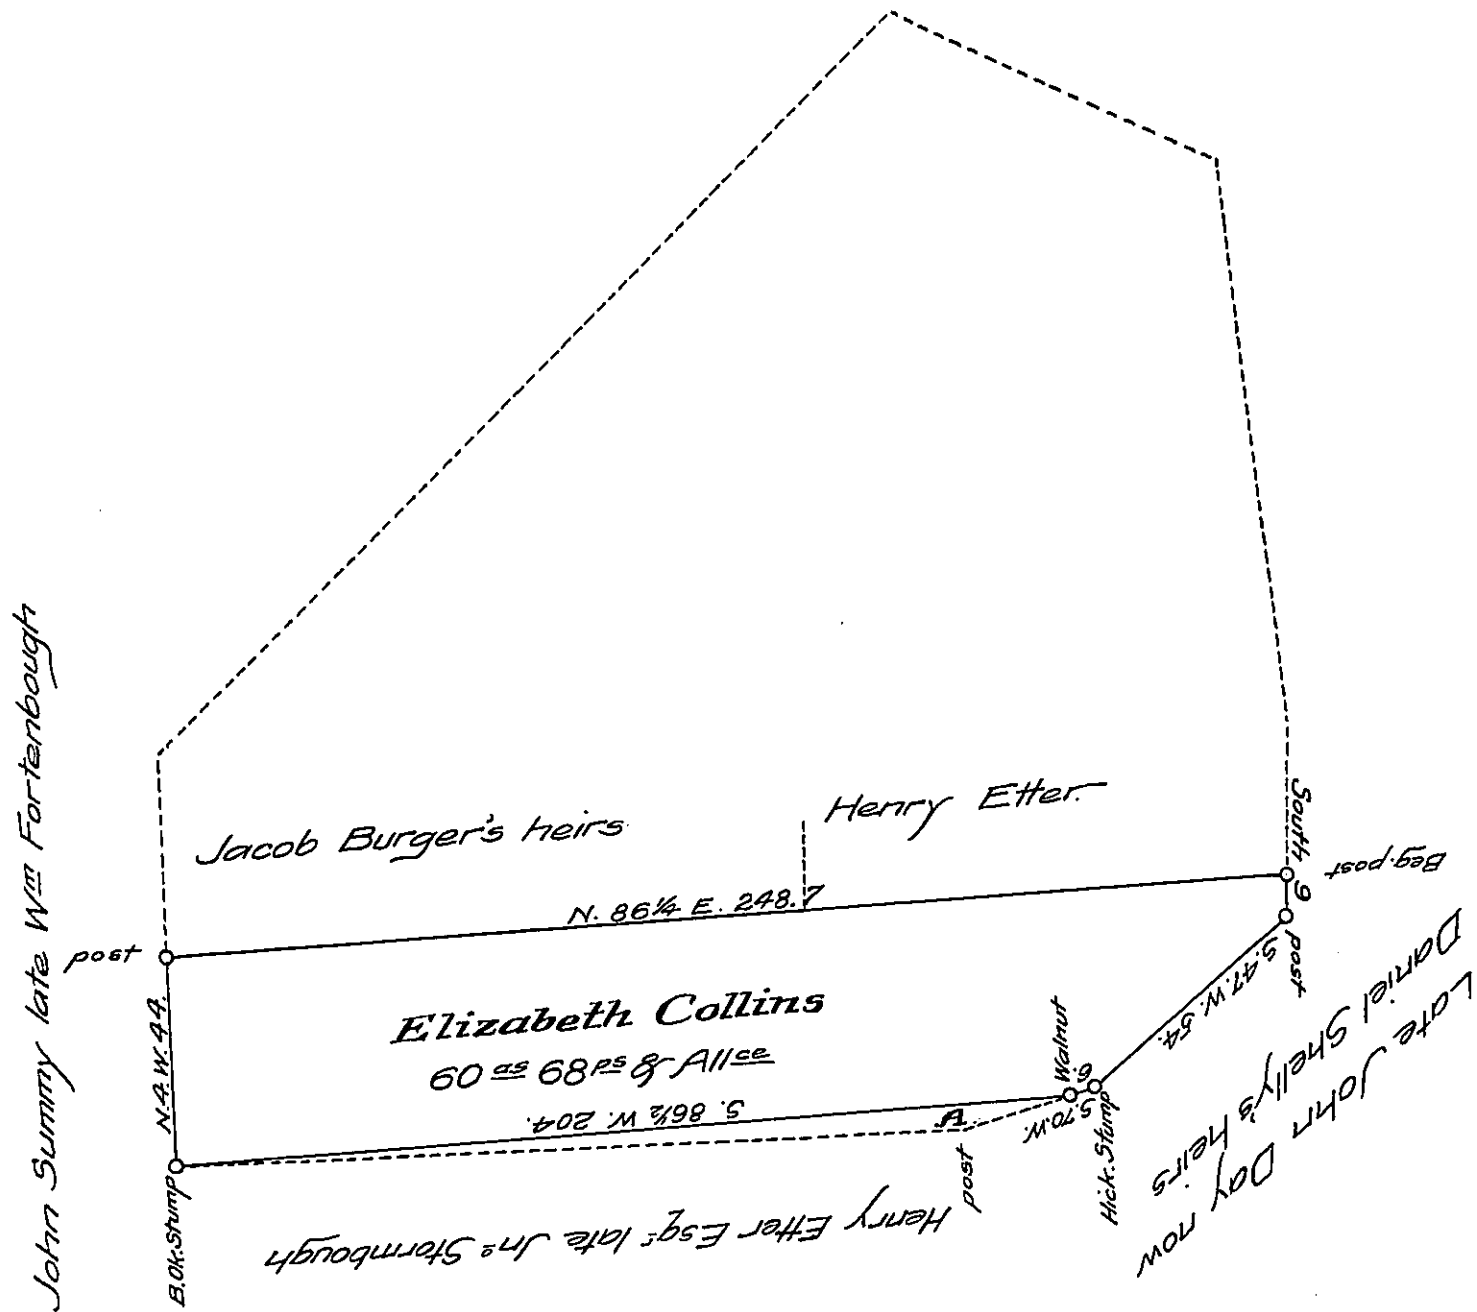 John Summy late Wm Fortenbough
Jacob Burger's heirs
Henry Etter.
South 9
Beg. post
post
N. 86¼ E. 248.7
post
S. 47. W. 54.
Late John Day now
Daniel Shelly's heirs
N. 4. W. 44.
Elizabeth Collins
60 as 68 ps & Allce
S. 86½ W. 204.
Walnut
6.
S. 70. W.
A
post
Hick. Stump
B. Ok. Stump
Henry Etter Esqr. late Jno Stormbough